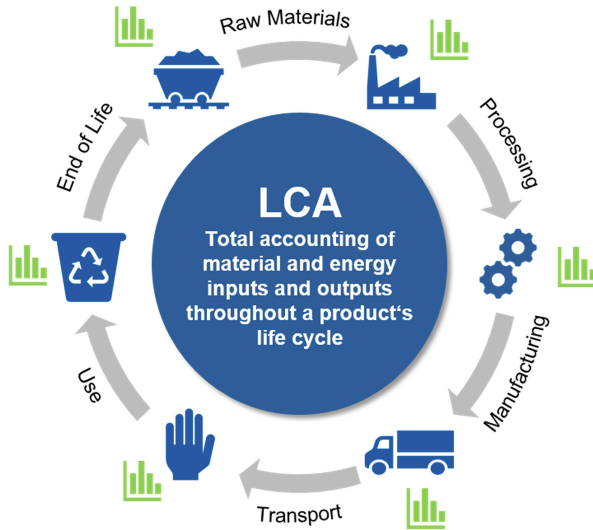 Raw Materials
Processing
Manufacturing
Transport
Use
End of Life
LCA
Total accounting of
material and energy
inputs and outputs
throughout a product‘s
life cycle